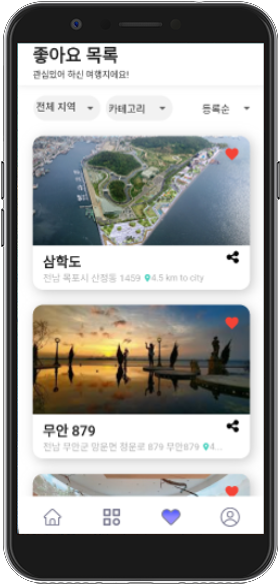 좋아요 목록
관심있어 하신 여행지에요!
전체 지역 카테고리 등록순
삼학도
전남 목포시 산정동 1459 4.5 km to city
무안 879
전남 무안군 망운면 정문로 879 무안879 4...